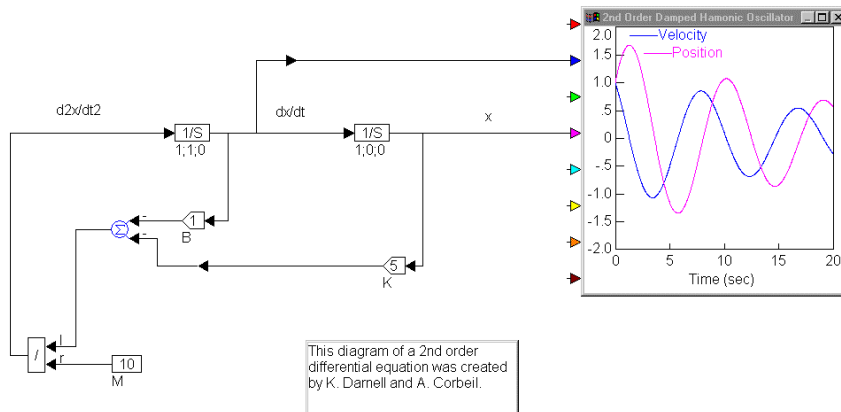 2nd Order Damped Hamonic Oscillator
Velocity
Position
2.0
1.5
1.0
.5
0
-.5
-1.0
-1.5
-2.0
0
5
10
15
20
Time (sec)
d2x/dt2
dx/dt
x
1/S
1;1;0
1/S
1;0;0
-
1
B
Σ
-
5
K
l
/
r
10
M
This diagram of a 2nd order
differential equation was created
by K. Darnell and A. Corbeil.